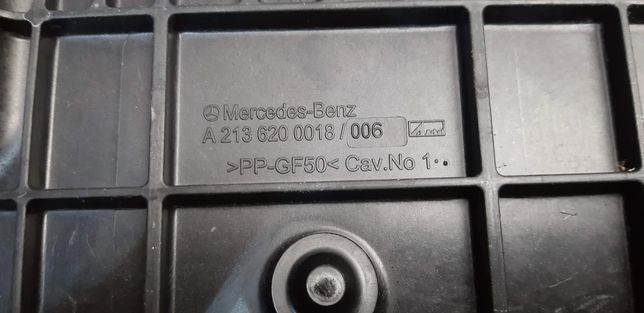 Mercedes-Benz
A 213 620 0018 / 006
>PP-GF50< Cav.No 1